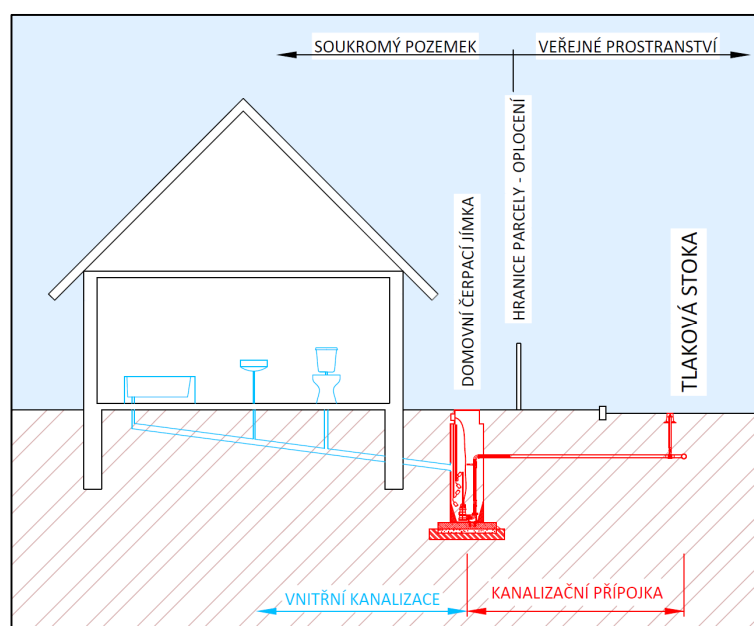 SOUKROMÝ POZEMEK
VEŘEJNÉ PROSTRANSTVÍ
DOMOVNÍ ČERPACÍ JÍMKA
HRANICE PARCELY - OPLOCENÍ
TLAKOVÁ STOKA
VNITŘNÍ KANALIZACE
KANALIZAČNÍ PŘÍPOJKA